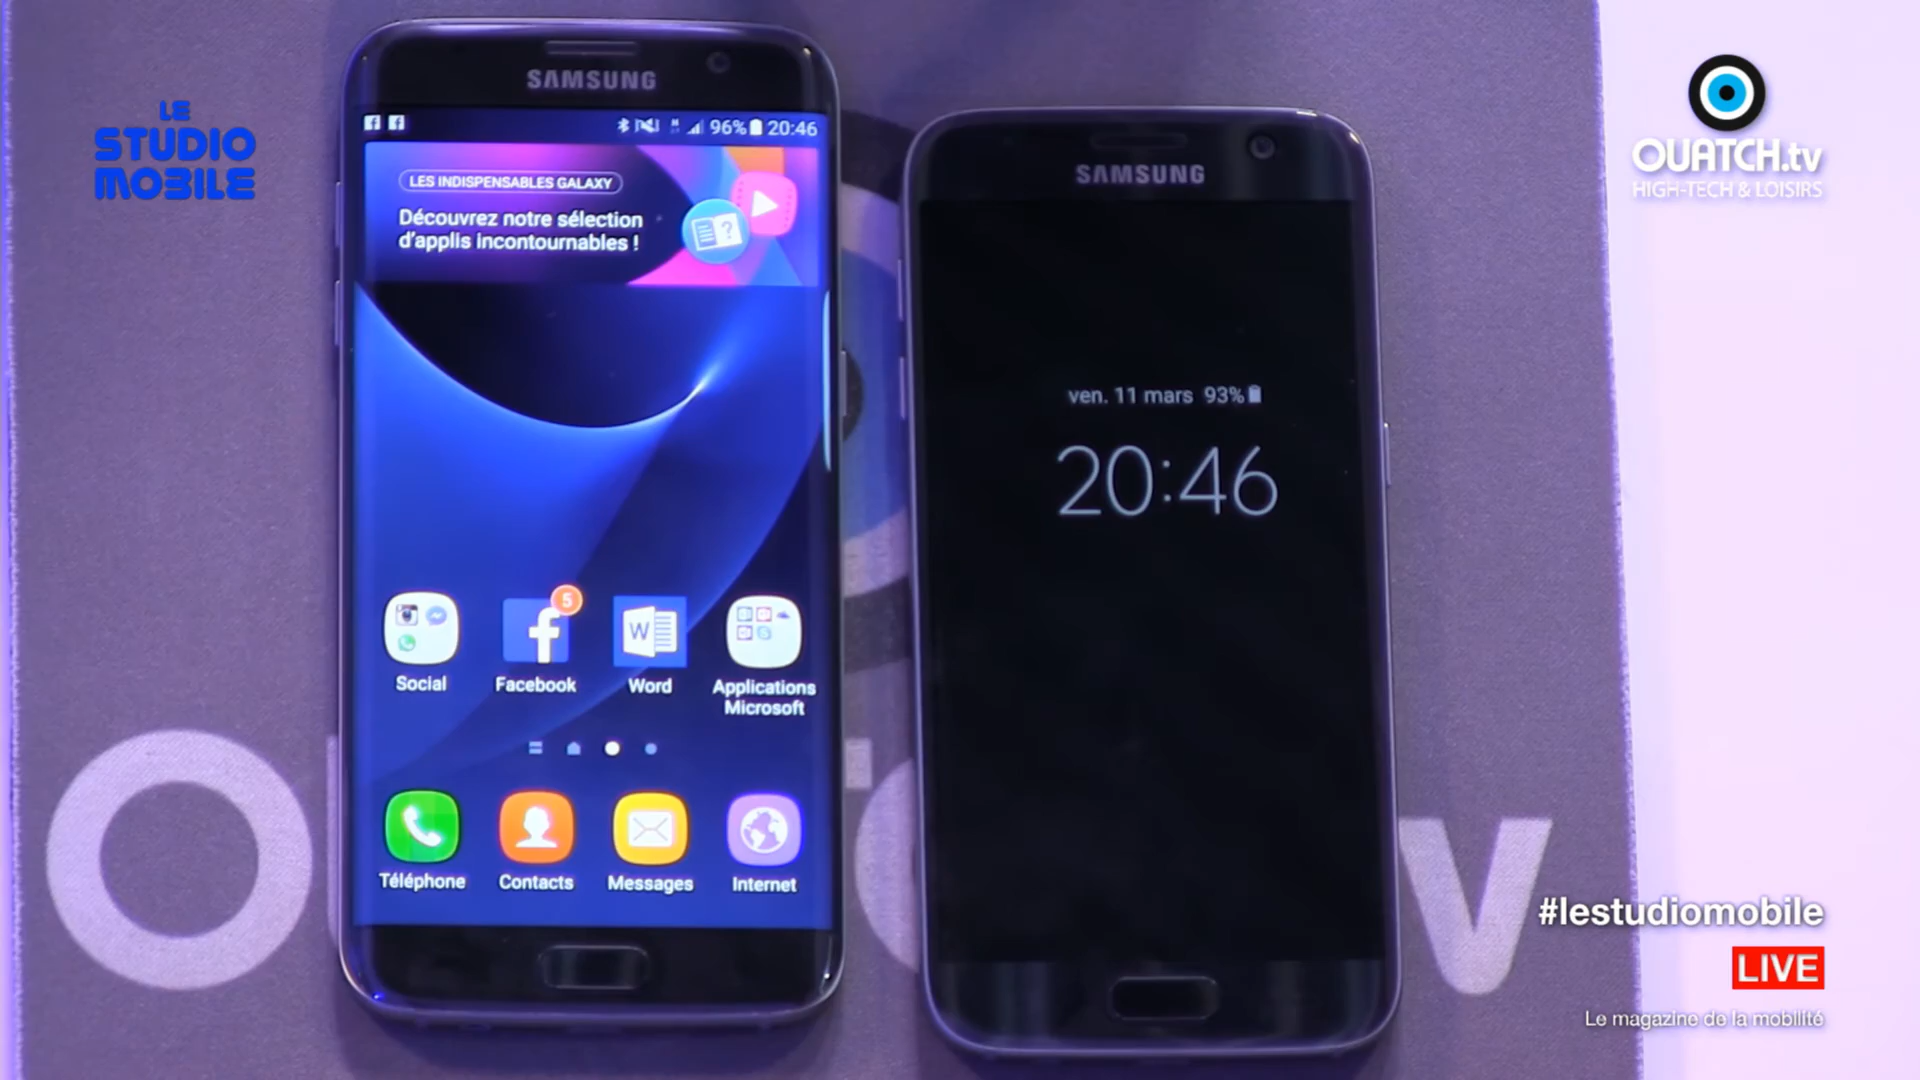 LE
STUDIO
MOBILE
SAMSUNG
96% 20:46
LES INDISPENSABLES GALAXY
Découvrez notre sélection
d'applis incontournables !
?
5
W
Social
Facebook
Word
Applications
Microsoft
Téléphone
Contacts
Messages
Internet
SAMSUNG
ven. 11 mars 93%
20:46
OUATCH.tv
HIGH-TECH & LOISIRS
#lestudiomobile
LIVE
Le magazine de la mobilité